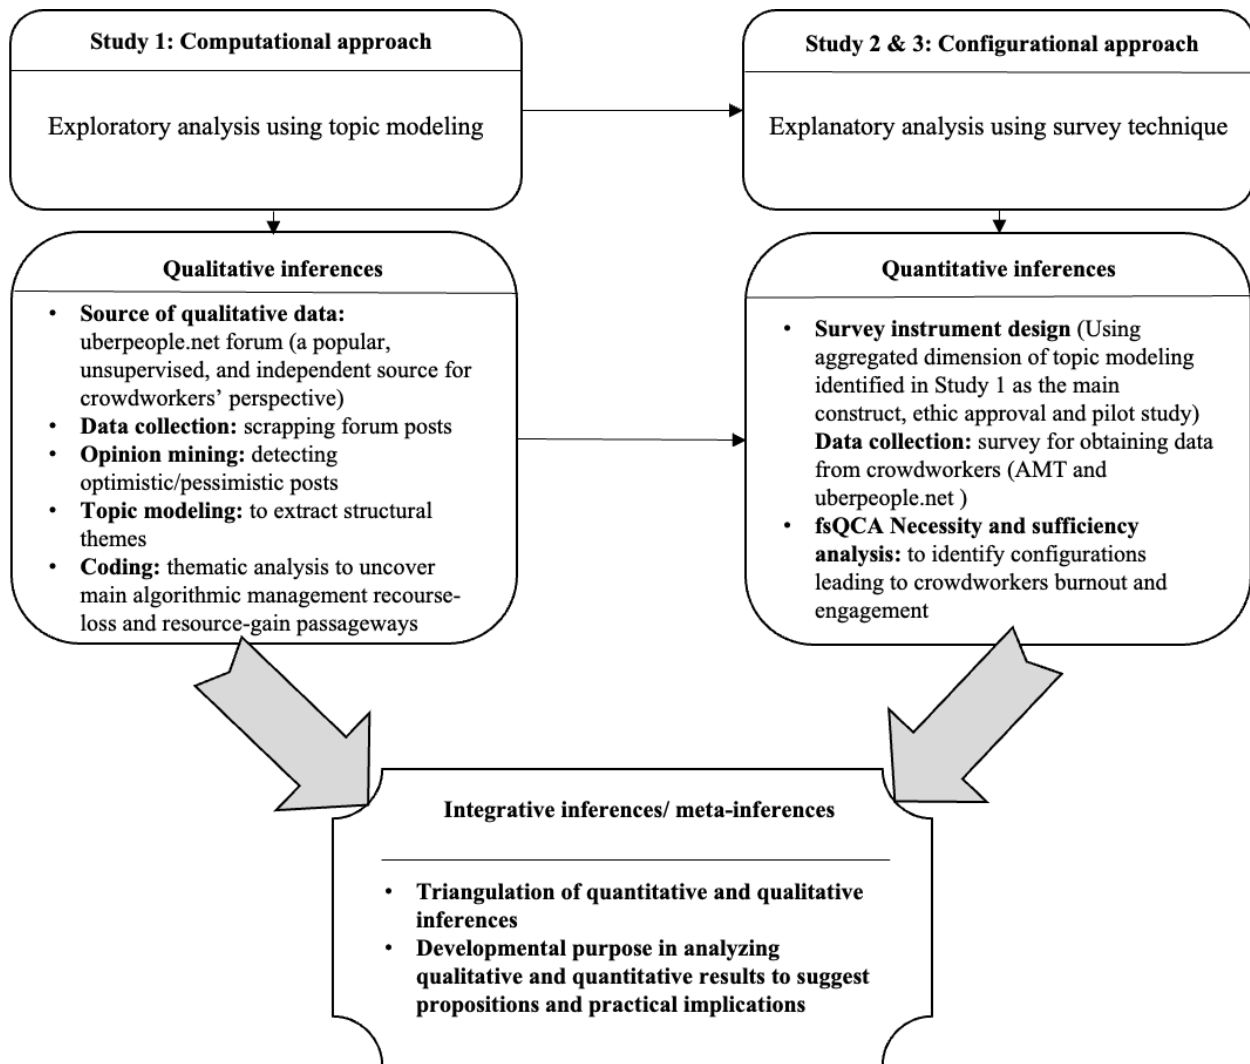 Study 1: Computational approach
Exploratory analysis using topic modeling
Study 2 & 3: Configurational approach
Explanatory analysis using survey technique
Qualitative inferences
• Source of qualitative data:
uberpeople.net forum (a popular,
unsupervised, and independent source for
crowdworkers’ perspective)
• Data collection: scrapping forum posts
• Opinion mining: detecting
optimistic/pessimistic posts
• Topic modeling: to extract structural
themes
• Coding: thematic analysis to uncover
main algorithmic management recourse-
loss and resource-gain passageways
Quantitative inferences
• Survey instrument design (Using
aggregated dimension of topic modeling
identified in Study 1 as the main
construct, ethic approval and pilot study)
Data collection: survey for obtaining data
from crowdworkers (AMT and
uberpeople.net )
• fsQCA Necessity and sufficiency
analysis: to identify configurations
leading to crowdworkers burnout and
engagement
Integrative inferences/ meta-inferences
• Triangulation of quantitative and qualitative
inferences
• Developmental purpose in analyzing
qualitative and quantitative results to suggest
propositions and practical implications